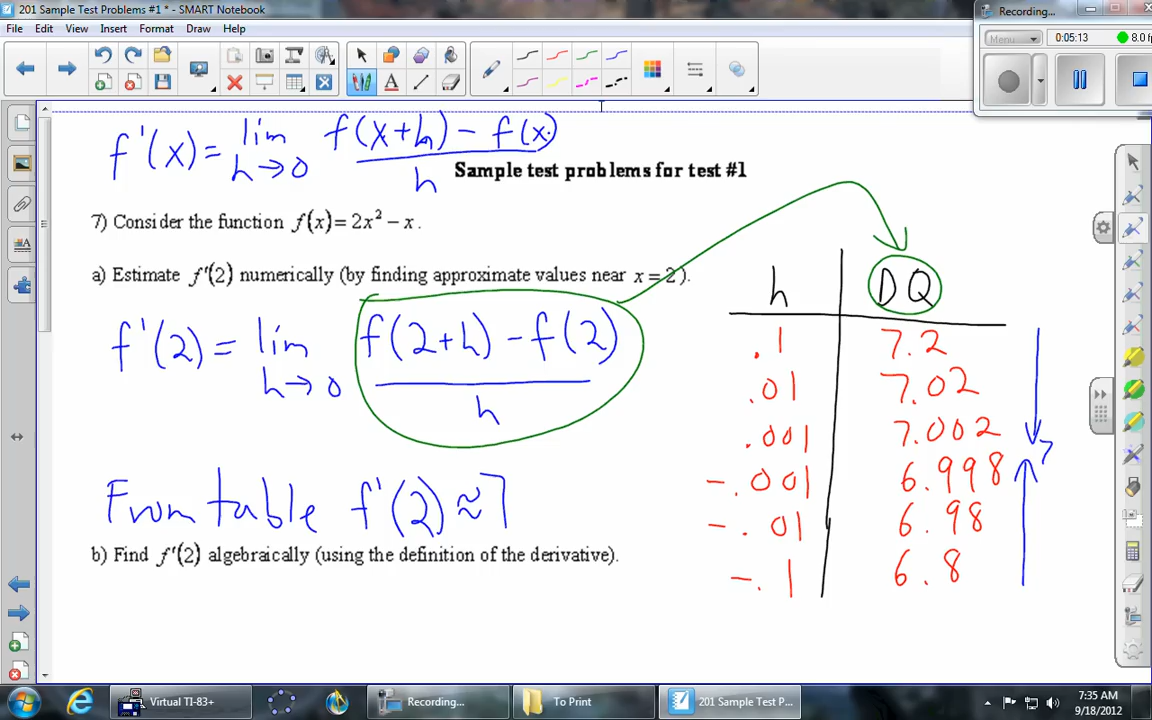 201 Sample Test Problems #1 * - SMART Notebook
Recording...
File Edit View Insert Format Draw Help
Menu
0:05:13
8.0 f
f'(x) = lim h→0 f(x+h) - f(x) / h
Sample test problems for test #1
7) Consider the function f(x) = 2x² − x.
a) Estimate f'(2) numerically (by finding approximate values near x = 2).
h DQ
f'(2) = lim h→0 f(2+h) - f(2) / h
.1 7.2
.01 7.02
.001 7.002
7
-.001 6.998
-.01 6.98
-.1 6.8
From table f'(2) ≈ 7
b) Find f'(2) algebraically (using the definition of the derivative).
Virtual TI-83+
Recording...
To Print
201 Sample Test P...
7:35 AM
9/18/2012